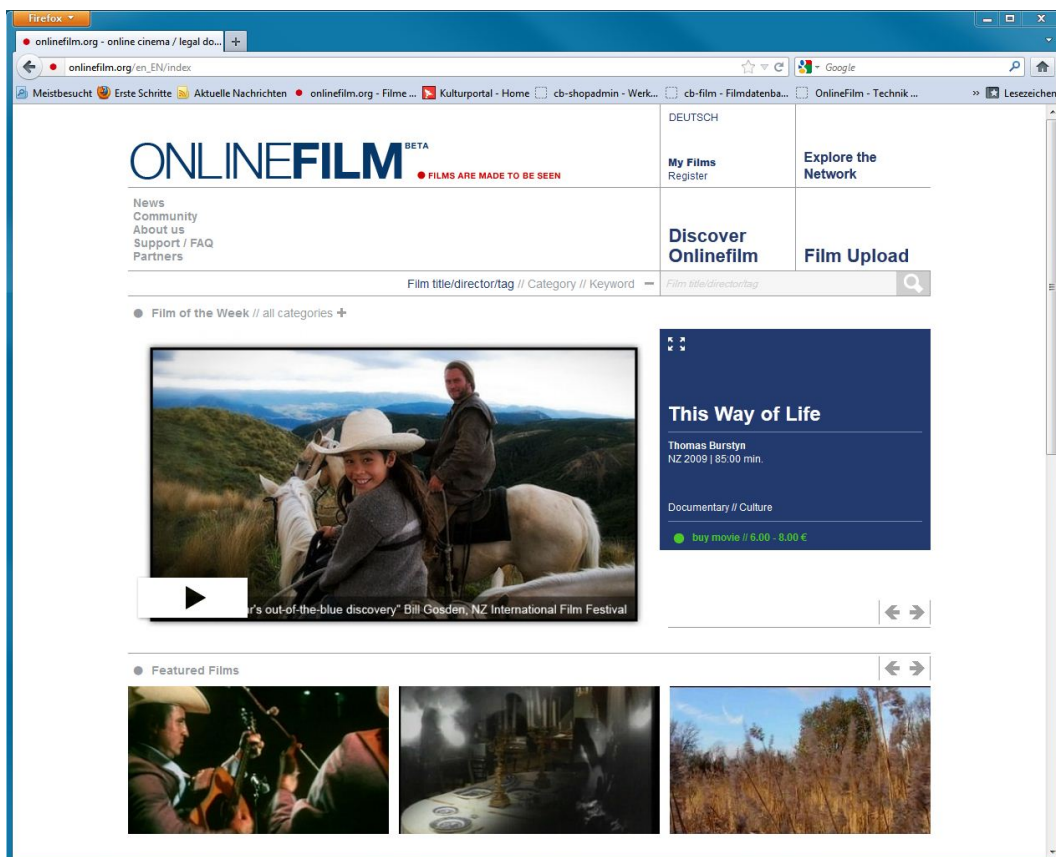 Firefox
onlinefilm.org - online cinema / legal do...
onlinefilm.org/en_EN/index
Google
Meistbesucht Erste Schritte Aktuelle Nachrichten onlinefilm.org - Filme ... Kulturportal - Home cb-shopadmin - Werk... cb-film - Filmdatenba... OnlineFilm - Technik ... » Lesezeichen
DEUTSCH
ONLINEFILM BETA
FILMS ARE MADE TO BE SEEN
My Films
Register
Explore the
Network
News
Community
About us
Support / FAQ
Partners
Discover
Onlinefilm
Film Upload
Film title/director/tag // Category // Keyword
Film title/director/tag
Film of the Week // all categories
This Way of Life
Thomas Burstyn
NZ 2009 | 85:00 min.
Documentary // Culture
buy movie // 6.00 - 8.00 €
r's out-of-the-blue discovery" Bill Gosden, NZ International Film Festival
Featured Films